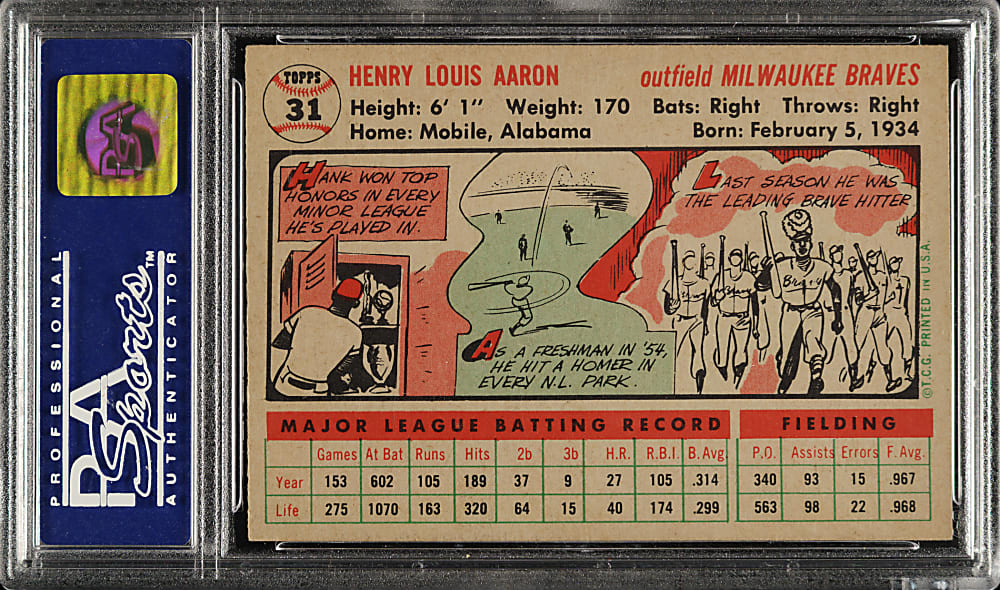 TOPPS
31
HENRY LOUIS AARON outfield MILWAUKEE BRAVES
Height: 6' 1" Weight: 170 Bats: Right Throws: Right
Home: Mobile, Alabama Born: February 5, 1934
HANK WON TOP
HONORS IN EVERY
MINOR LEAGUE
HE'S PLAYED IN.
AS A FRESHMAN IN '54,
HE HIT A HOMER IN
EVERY N.L. PARK.
LAST SEASON HE WAS
THE LEADING BRAVE HITTER
Braves
©T.C.G. PRINTED IN U.S.A.
MAJOR LEAGUE BATTING RECORD FIELDING
Games At Bat Runs Hits 2b 3b H.R. R.B.I. B. Avg. P.O. Assists Errors F. Avg.
Year 153 602 105 189 37 9 27 105 .314 340 93 15 .967
Life 275 1070 163 320 64 15 40 174 .299 563 98 22 .968
PSA
PROFESSIONAL
PSA Sports™
AUTHENTICATOR